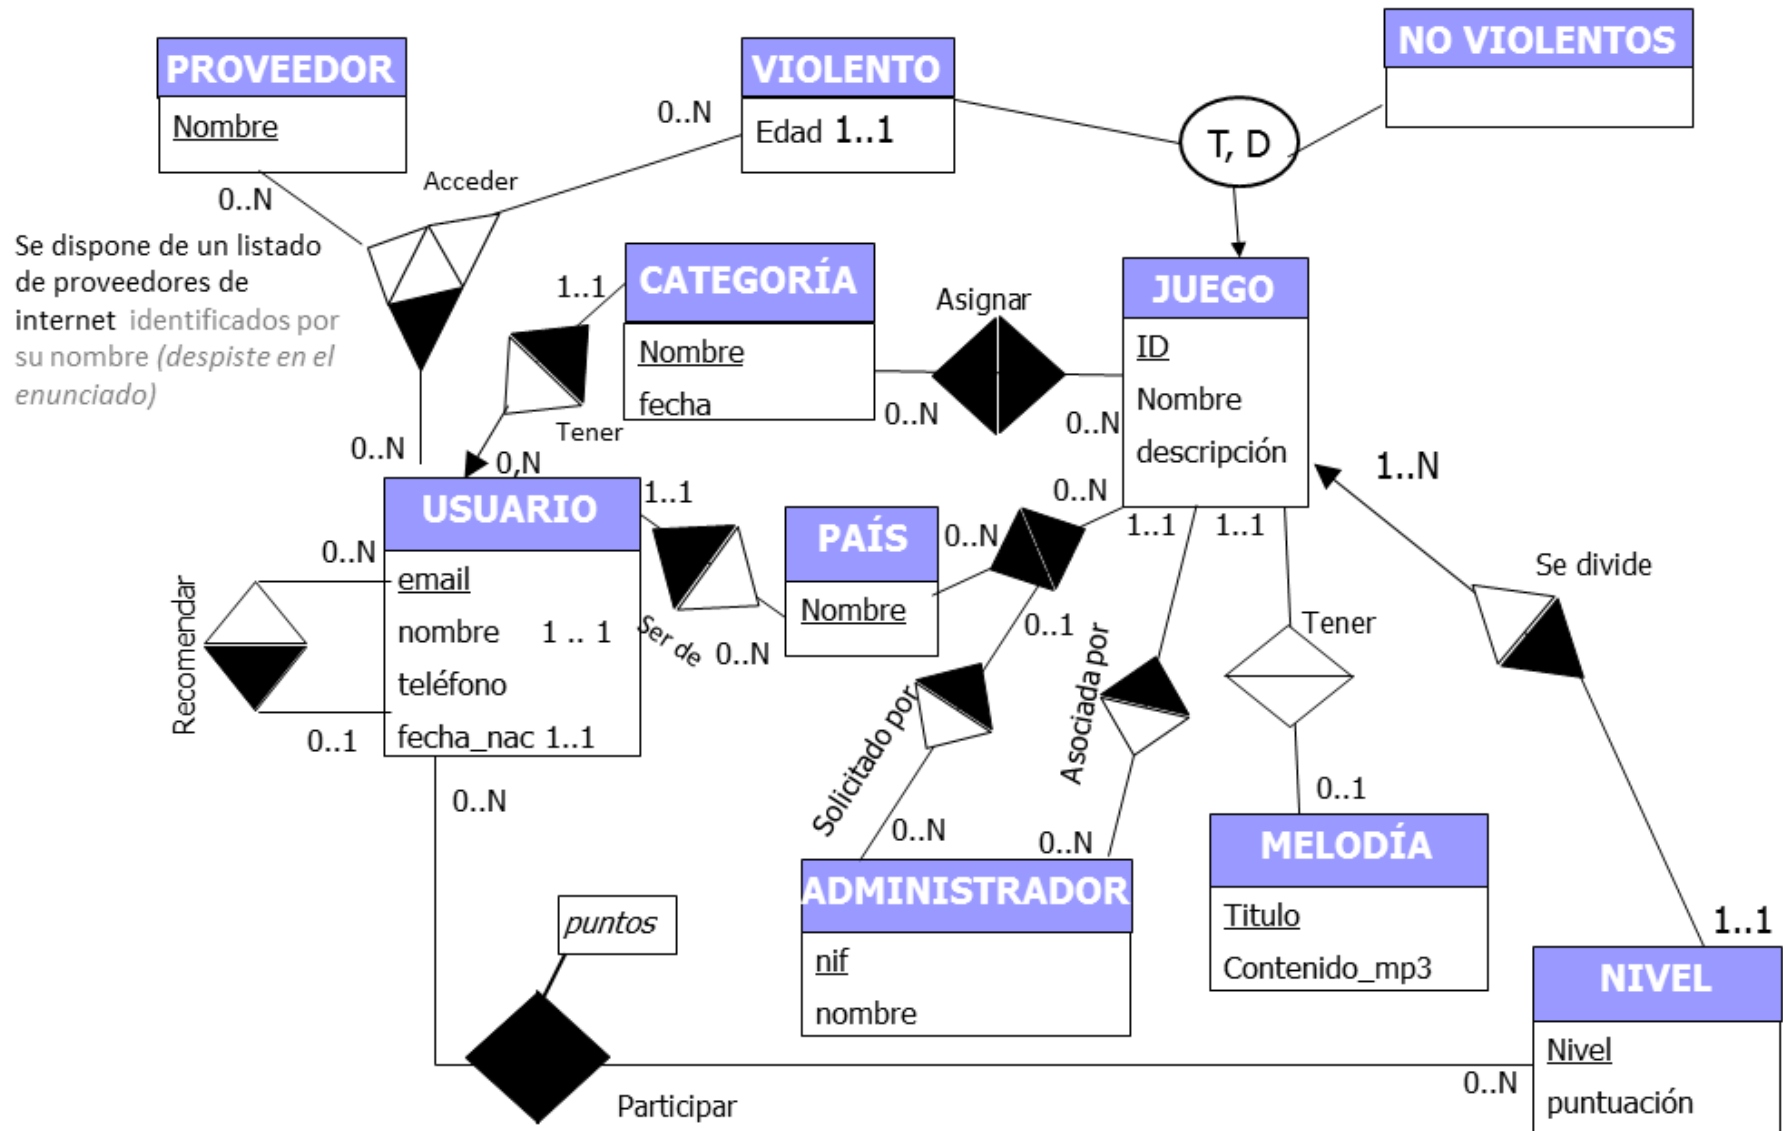 PROVEEDOR
Nombre
0..N
VIOLENTO
Edad 1..1
0..N
NO VIOLENTOS
T, D
Acceder
Se dispone de un listado
de proveedores de
internet identificados por
su nombre (despiste en el
enunciado)
0..N
1..1
CATEGORÍA
Nombre
fecha
Tener
0,N
Asignar
0..N
0..N
JUEGO
ID
Nombre
descripción
1..N
0..N
1..1
1..1
USUARIO
email
nombre 1 .. 1
teléfono
fecha_nac 1..1
0..N
Recomendar
0..1
1..1
Ser de
0..N
PAÍS
Nombre
0..N
0..1
Solicitado por
0..N
Asociada por
0..N
Tener
0..1
Se divide
1..1
ADMINISTRADOR
nif
nombre
MELODÍA
Titulo
Contenido_mp3
NIVEL
Nivel
puntuación
0..N
puntos
Participar
0..N